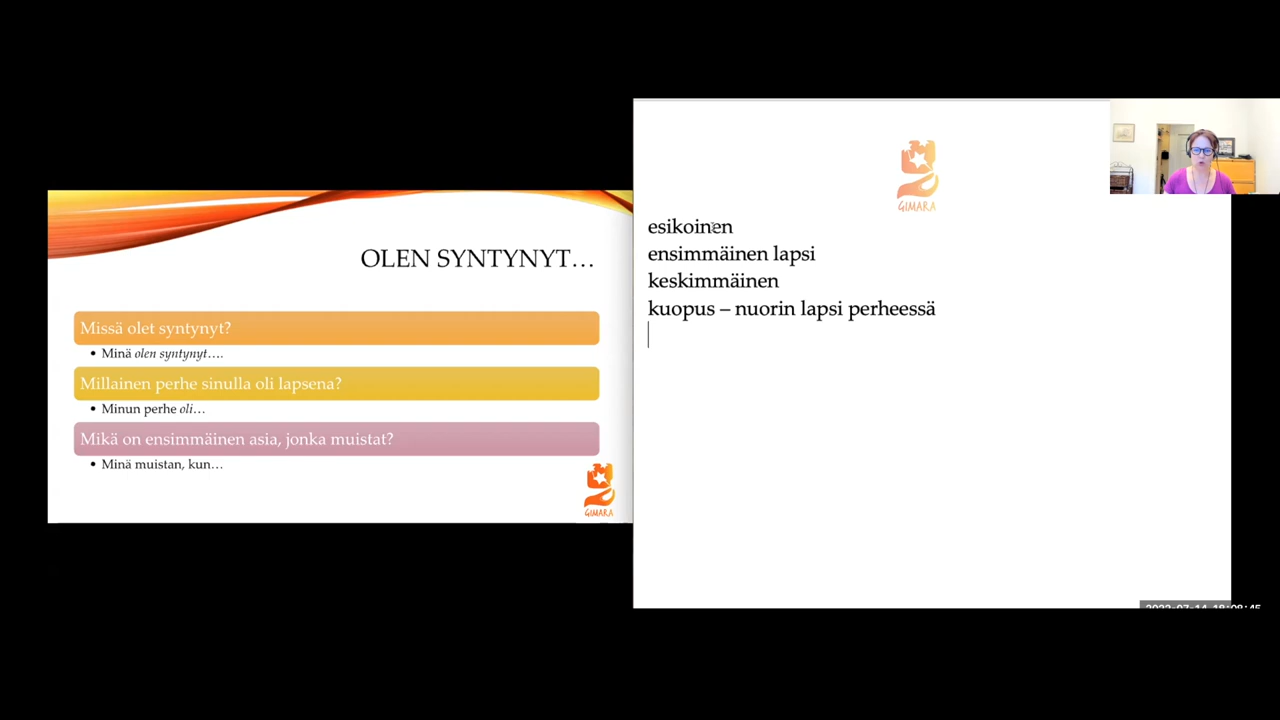 OLEN SYNTYNYT…
Missä olet syntynyt?
• Minä olen syntynyt….
Millainen perhe sinulla oli lapsena?
• Minun perhe oli…
Mikä on ensimmäinen asia, jonka muistat?
• Minä muistan, kun…
GIMARA
GIMARA
esikoinen
ensimmäinen lapsi
keskimmäinen
kuopus – nuorin lapsi perheessä